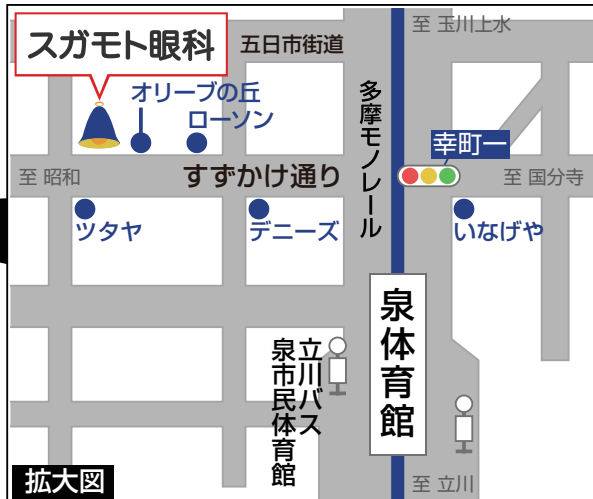 至 玉川上水
スガモト眼科
五日市街道
オリーブの丘
ローソン
多摩モノレール
幸町一
至 昭和
すずかけ通り
至 国分寺
ツタヤ
デニーズ
いなげや
泉体育館
立川バス
泉市民体育館
拡大図
至 立川